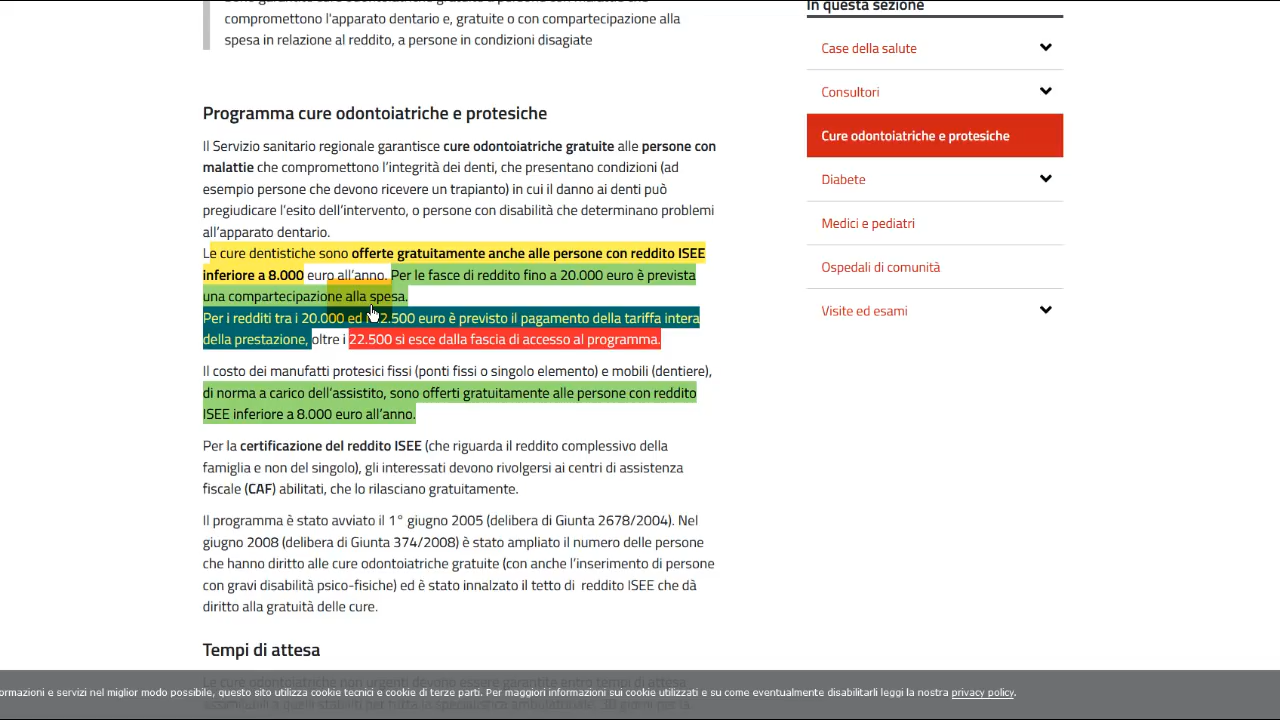 compromettono l'apparato dentario e, gratuite o con compartecipazione alla
spesa in relazione al reddito, a persone in condizioni disagiate
Programma cure odontoiatriche e protesiche
Il Servizio sanitario regionale garantisce cure odontoiatriche gratuite alle persone con
malattie che compromettono l'integrità dei denti, che presentano condizioni (ad
esempio persone che devono ricevere un trapianto) in cui il danno ai denti può
pregiudicare l'esito dell'intervento, o persone con disabilità che determinano problemi
all'apparato dentario.
Le cure dentistiche sono offerte gratuitamente anche alle persone con reddito ISEE
inferiore a 8.000 euro all'anno. Per le fasce di reddito fino a 20.000 euro è prevista
una compartecipazione alla spesa.
Per i redditi tra i 20.000 ed 22.500 euro è previsto il pagamento della tariffa intera
della prestazione, oltre i 22.500 si esce dalla fascia di accesso al programma.
Il costo dei manufatti protesici fissi (ponti fissi o singolo elemento) e mobili (dentiere),
di norma a carico dell'assistito, sono offerti gratuitamente alle persone con reddito
ISEE inferiore a 8.000 euro all'anno.
Per la certificazione del reddito ISEE (che riguarda il reddito complessivo della
famiglia e non del singolo), gli interessati devono rivolgersi ai centri di assistenza
fiscale (CAF) abilitati, che lo rilasciano gratuitamente.
Il programma è stato avviato il 1° giugno 2005 (delibera di Giunta 2678/2004). Nel
giugno 2008 (delibera di Giunta 374/2008) è stato ampliato il numero delle persone
che hanno diritto alle cure odontoiatriche gratuite (con anche l'inserimento di persone
con gravi disabilità psico-fisiche) ed è stato innalzato il tetto di reddito ISEE che dà
diritto alla gratuità delle cure.
Tempi di attesa
Le cure odontoiatriche non urgenti devono essere garantite entro tempi di attesa
In questa sezione
Case della salute
Consultori
Cure odontoiatriche e protesiche
Diabete
Medici e pediatri
Ospedali di comunità
Visite ed esami
ormazioni e servizi nel miglior modo possibile, questo sito utilizza cookie tecnici e cookie di terze parti. Per maggiori informazioni sui cookie utilizzati e su come eventualmente disabilitarli leggi la nostra privacy policy.